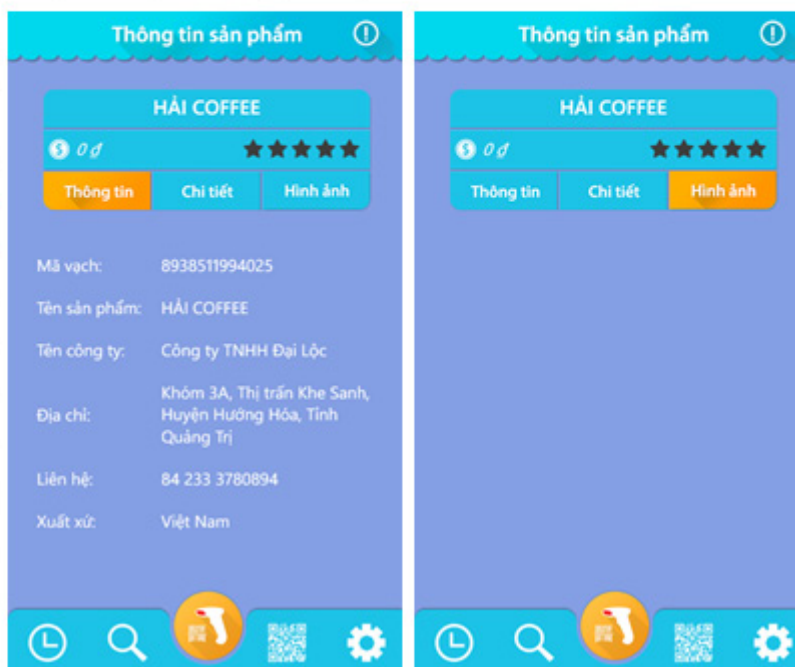 Thông tin sản phẩm
HẢI COFFEE
0 ₫
Thông tin Chi tiết Hình ảnh
Mã vạch: 8938511994025
Tên sản phẩm: HẢI COFFEE
Tên công ty: Công ty TNHH Đại Lộc
Địa chỉ: Khóm 3A, Thị trấn Khe Sanh,
Huyện Hướng Hóa, Tỉnh
Quảng Trị
Liên hệ: 84 233 3780894
Xuất xứ: Việt Nam
Thông tin sản phẩm
HẢI COFFEE
0 ₫
Thông tin Chi tiết Hình ảnh